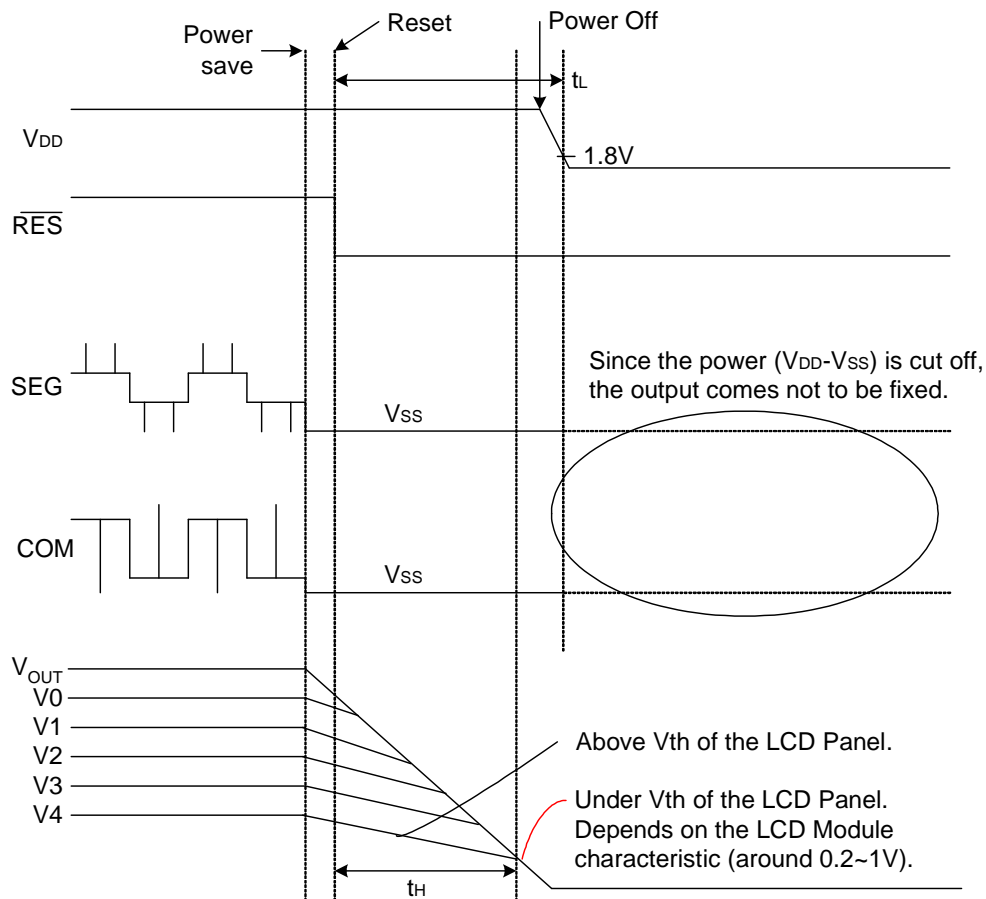 Power
save
Reset
Power Off
tL
VDD
1.8V
RES
SEG
Since the power (VDD-VSS) is cut off,
the output comes not to be fixed.
VSS
COM
VSS
VOUT
V0
V1
V2
V3
V4
Above Vth of the LCD Panel.
Under Vth of the LCD Panel.
Depends on the LCD Module
characteristic (around 0.2~1V).
tH